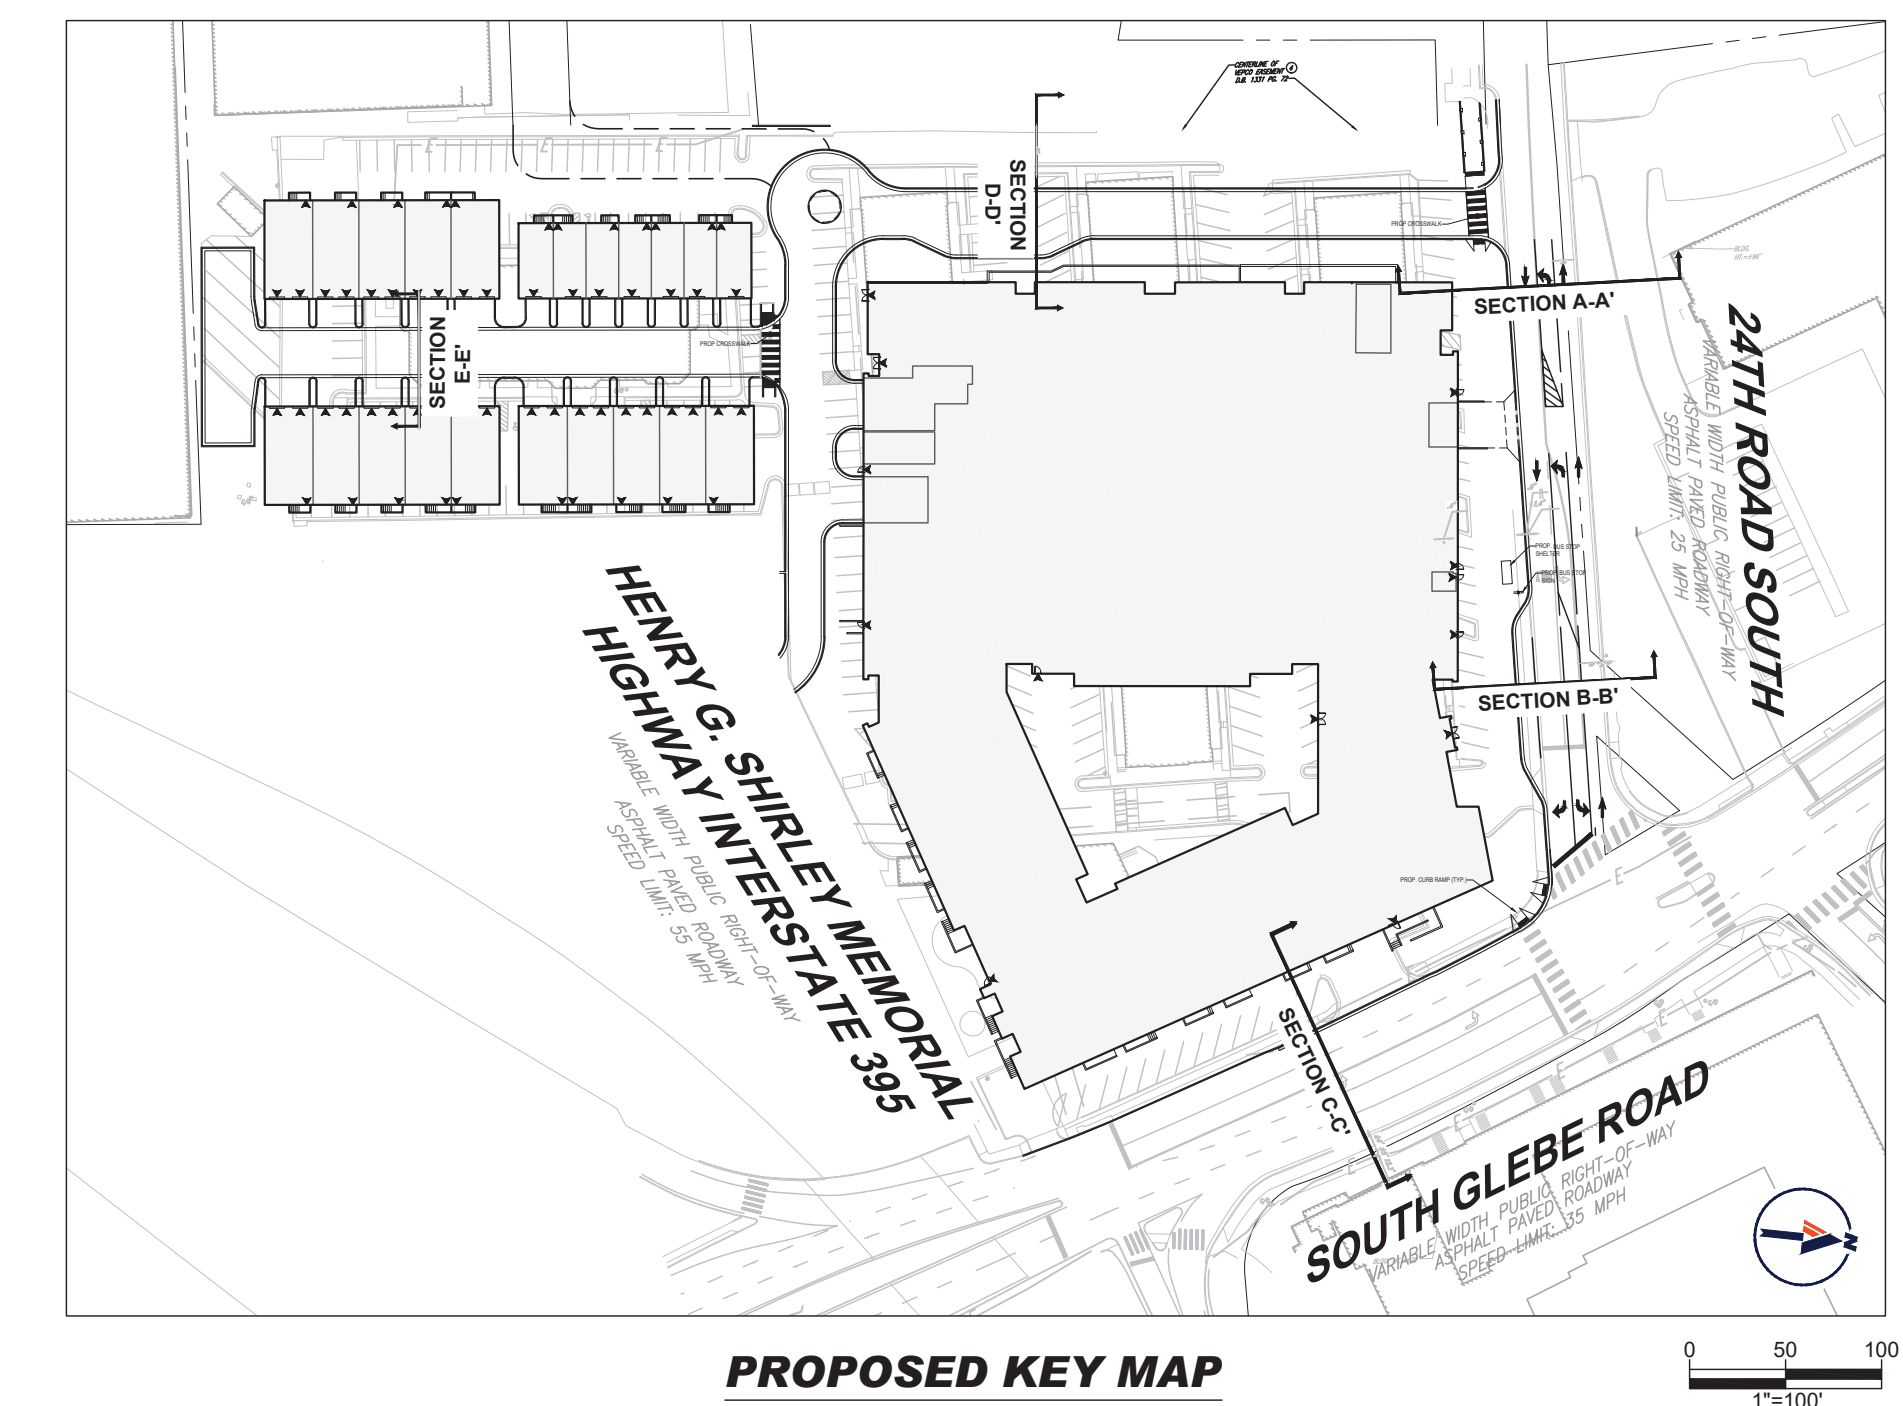 CENTERLINE OF
VEPCO EASEMENT 4
D.B. 1331 PG. 72
SECTION
D-D'
PROP CROSSWALK
BLDG.
HT.=±96'
SECTION A-A'
PROP CROSSWALK
SECTION
E-E'
24TH ROAD SOUTH
VARIABLE WIDTH PUBLIC RIGHT-OF-WAY
ASPHALT PAVED ROADWAY
SPEED LIMIT: 25 MPH
PROP. BUS STOP
SHELTER
PROP. BUS STOP
SIGN
HENRY G. SHIRLEY MEMORIAL
HIGHWAY INTERSTATE 395
VARIABLE WIDTH PUBLIC RIGHT-OF-WAY
ASPHALT PAVED ROADWAY
SPEED LIMIT: 55 MPH
SECTION B-B'
PROP. CURB RAMP (TYP.)
SECTION C-C'
SOUTH GLEBE ROAD
VARIABLE WIDTH PUBLIC RIGHT-OF-WAY
ASPHALT PAVED ROADWAY
SPEED LIMIT: 35 MPH
N
PROPOSED KEY MAP
0 50 100
1"=100'